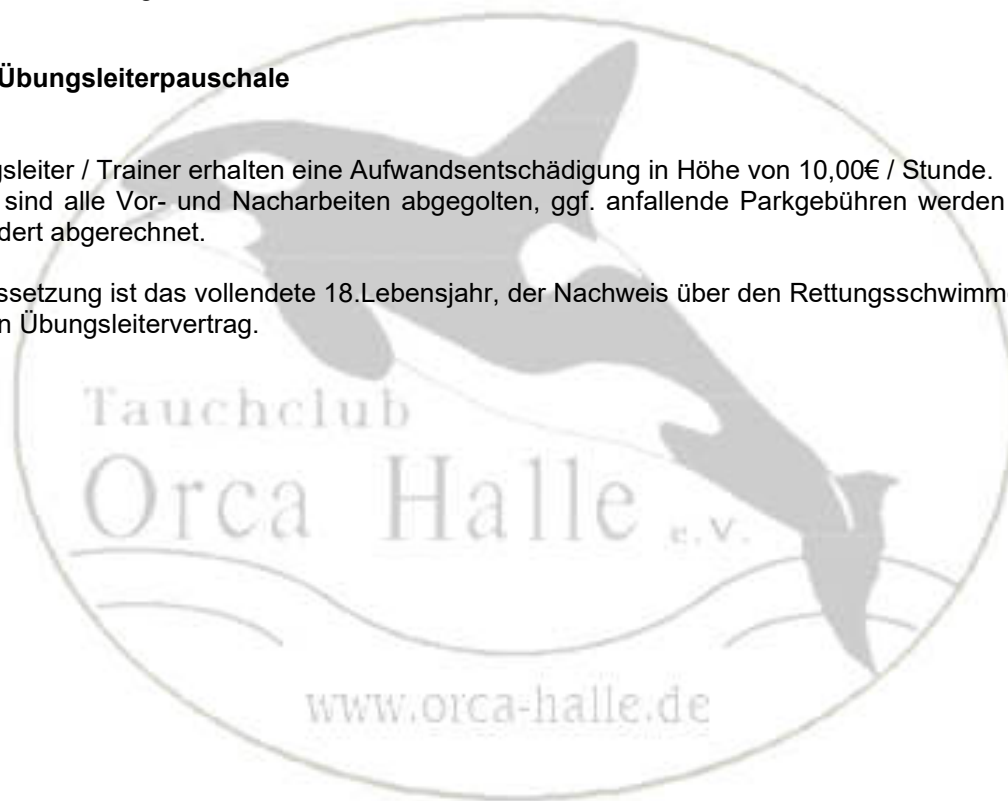 Übungsleiterpauschale
gsleiter / Trainer erhalten eine Aufwandsentschädigung in Höhe von 10,00€ / Stunde.
sind alle Vor- und Nacharbeiten abgegolten, ggf. anfallende Parkgebühren werden
dert abgerechnet.
ssetzung ist das vollendete 18.Lebensjahr, der Nachweis über den Rettungsschwimm
n Übungsleitervertrag.
Tauchclub
Orca Halle e.V.
www.orca-halle.de